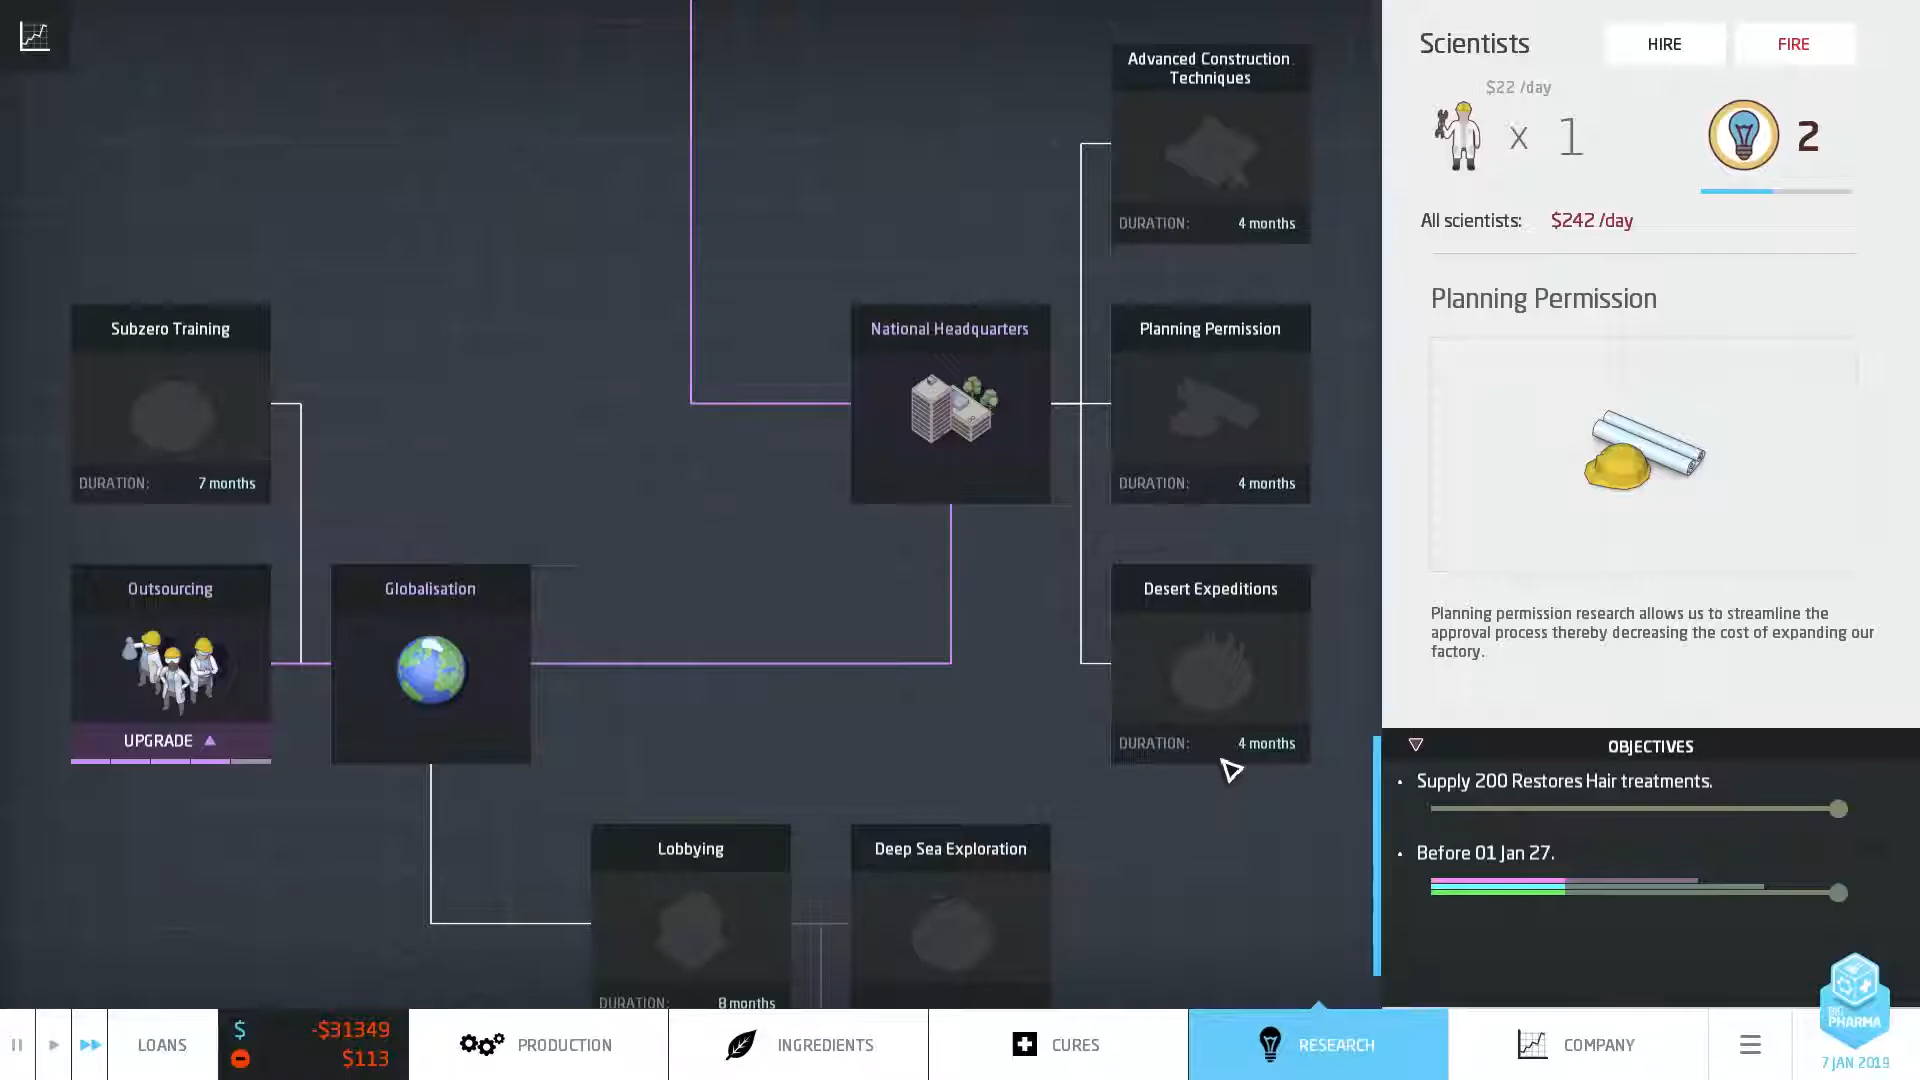 Advanced Construction
Techniques
DURATION: 4 months
Subzero Training
DURATION: 7 months
National Headquarters
Planning Permission
DURATION: 4 months
Outsourcing
UPGRADE
Globalisation
Desert Expeditions
DURATION: 4 months
Lobbying
DURATION: 8 months
Deep Sea Exploration
Scientists
HIRE
FIRE
$22 /day
x 1
2
All scientists: $242 /day
Planning Permission
Planning permission research allows us to streamline the
approval process thereby decreasing the cost of expanding our
factory.
OBJECTIVES
• Supply 200 Restores Hair treatments.
• Before 01 Jan 27.
LOANS
$ -$31349
$113
PRODUCTION
INGREDIENTS
CURES
RESEARCH
COMPANY
BIG
PHARMA
7 JAN 2019